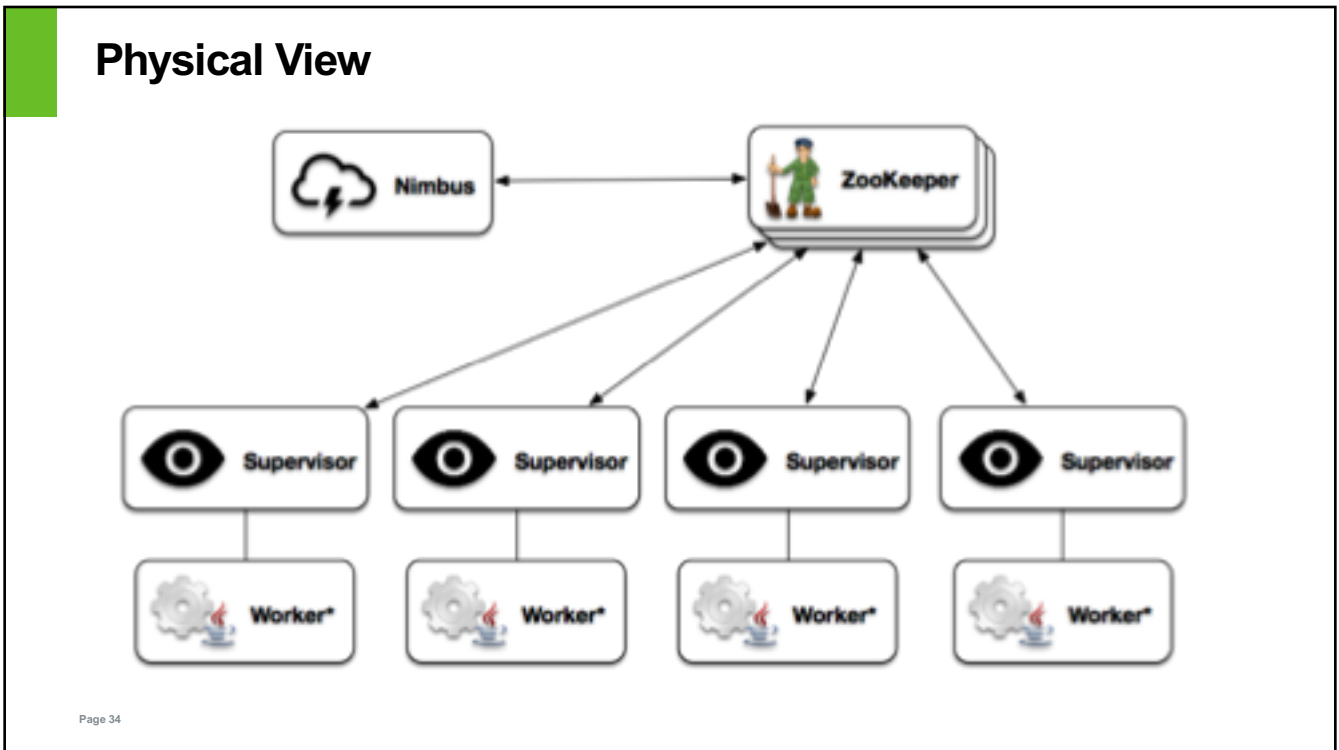 Physical View
Nimbus
ZooKeeper
Supervisor
Supervisor
Supervisor
Supervisor
Worker*
Worker*
Worker*
Worker*
Page 34